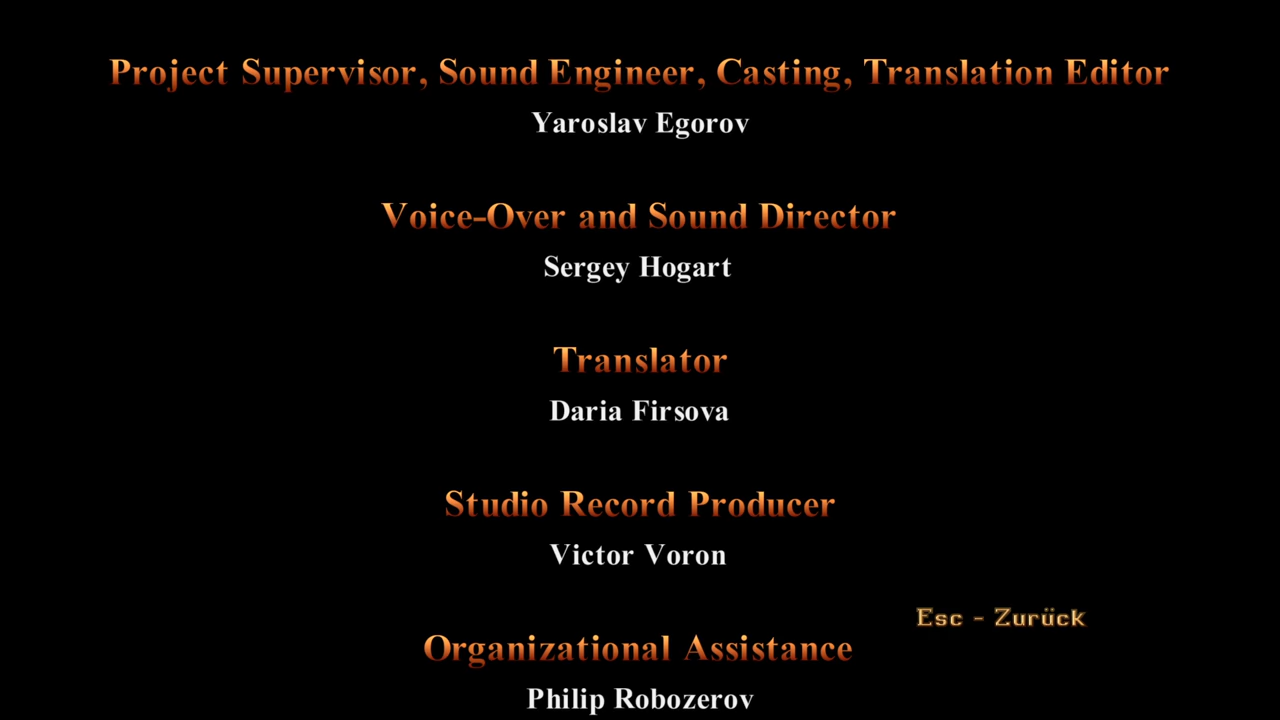 Project Supervisor, Sound Engineer, Casting, Translation Editor
Yaroslav Egorov
Voice-Over and Sound Director
Sergey Hogart
Translator
Daria Firsova
Studio Record Producer
Victor Voron
Esc - Zurück
Organizational Assistance
Philip Robozerov